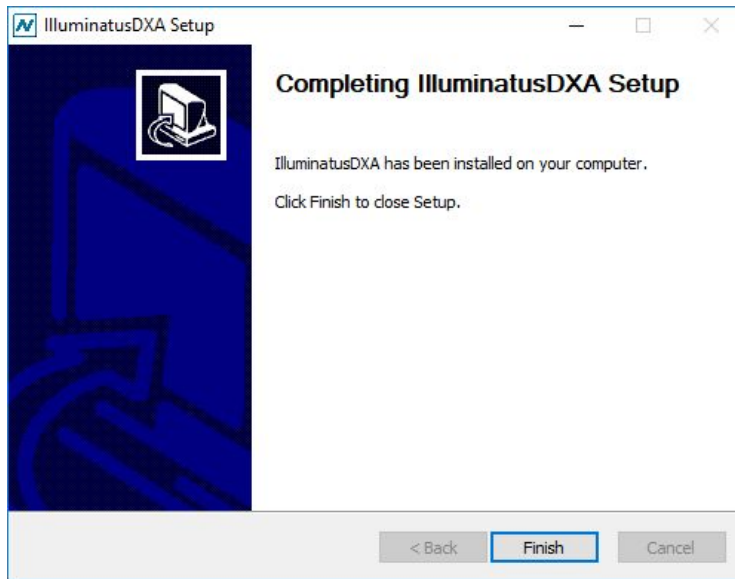 IlluminatusDXA Setup
Completing IlluminatusDXA Setup
IlluminatusDXA has been installed on your computer.
Click Finish to close Setup.
< Back
Finish
Cancel